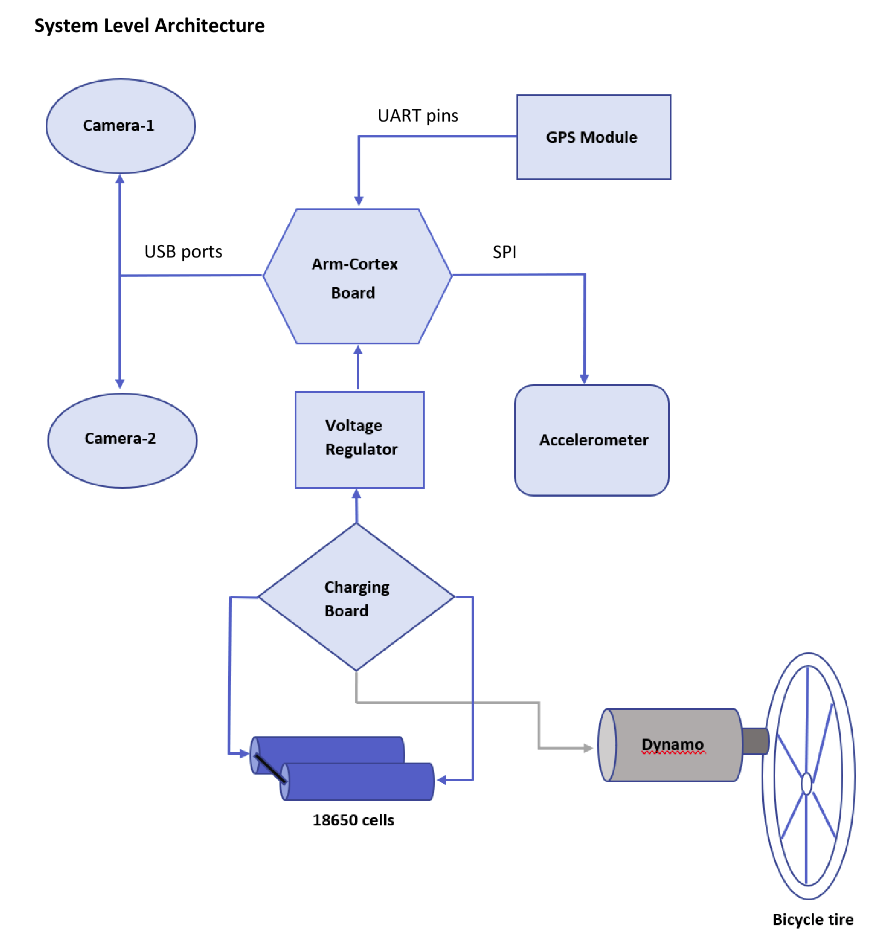 System Level Architecture
Camera-1
UART pins
GPS Module
USB ports
Arm-Cortex
Board
SPI
Camera-2
Voltage
Regulator
Accelerometer
Charging
Board
Dynamo
18650 cells
Bicycle tire